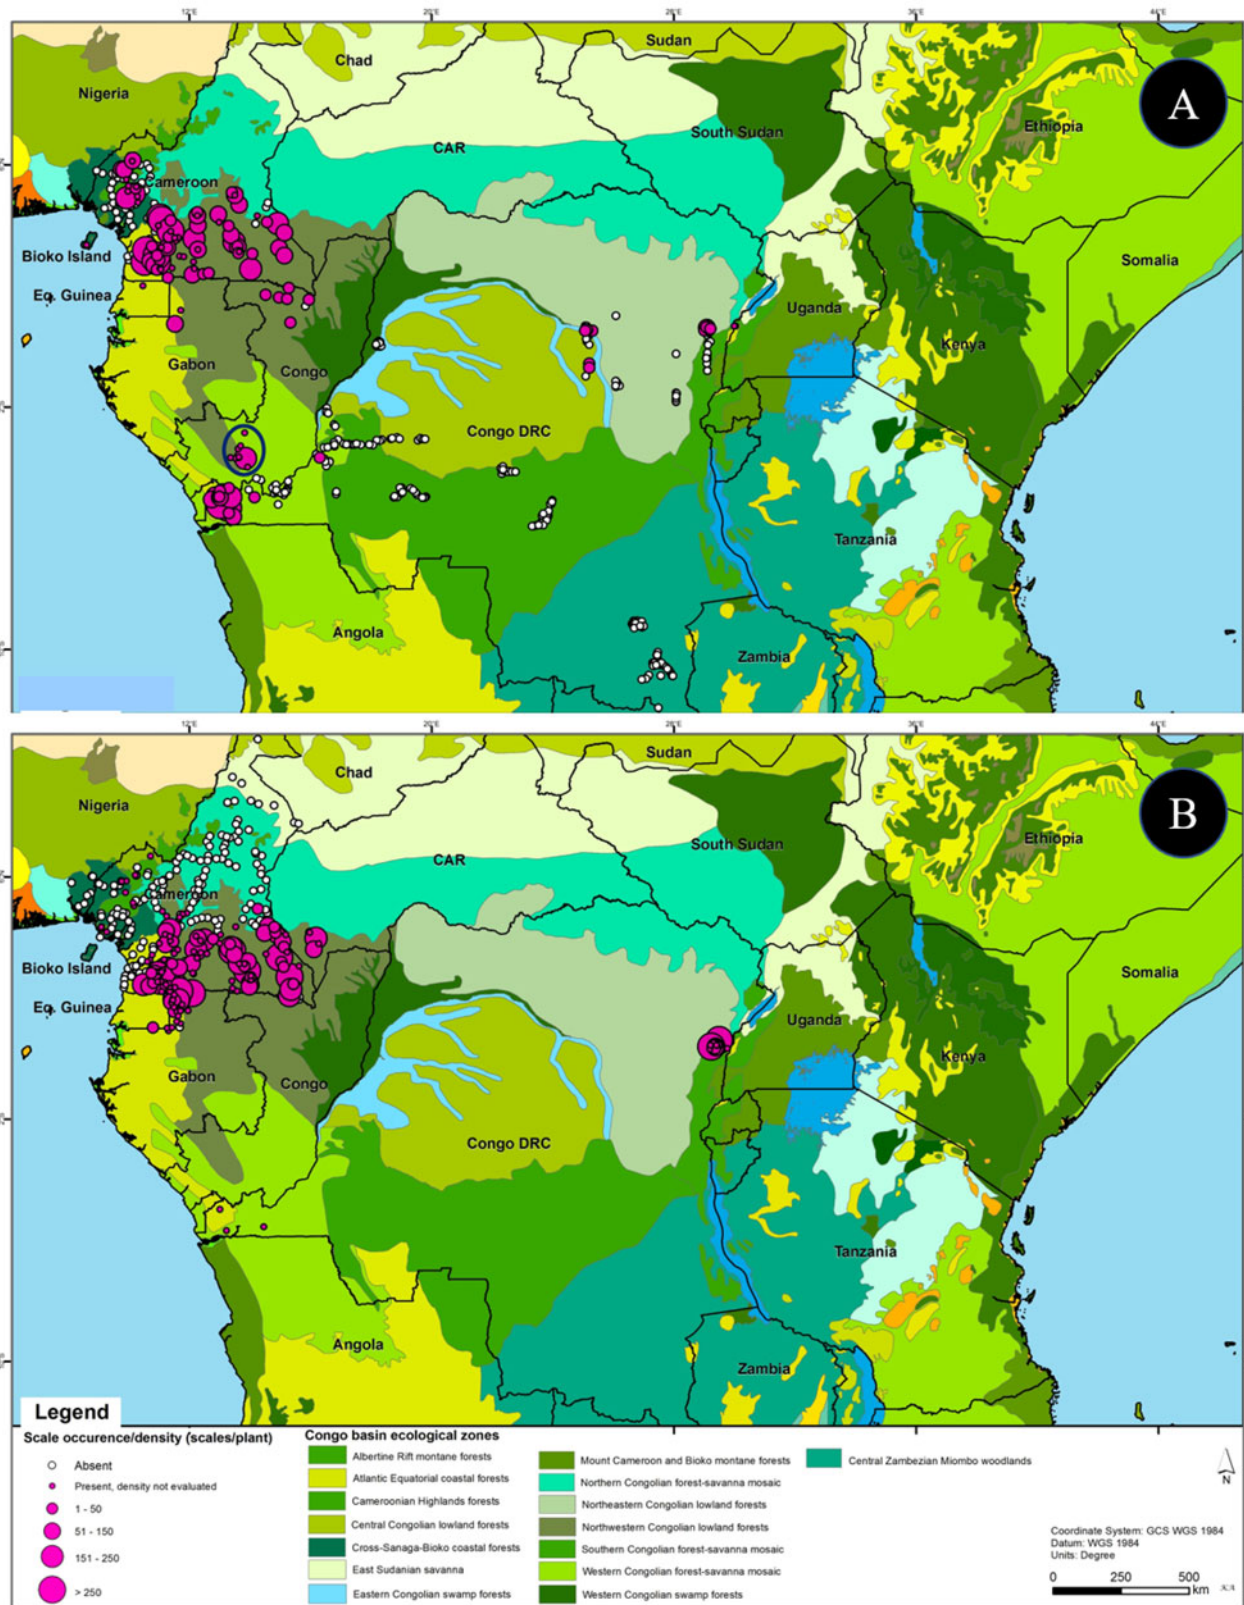 12°E 20°E 28°E 36°E 44°E
Sudan
Chad
Nigeria
A
Ethiopia
South Sudan
CAR
Cameroon
Bioko Island
Somalia
Eq. Guinea
Uganda
Kenya
Gabon
Congo
Congo DRC
Tanzania
Angola
Zambia
12°E 20°E 28°E 36°E 44°E
Sudan
Chad
Nigeria
B
Ethiopia
South Sudan
CAR
Cameroon
Bioko Island
Somalia
Eq. Guinea
Uganda
Kenya
Gabon
Congo
Congo DRC
Tanzania
Angola
Zambia
Legend
Scale occurence/density (scales/plant)
Absent
Present, density not evaluated
1 - 50
51 - 150
151 - 250
> 250
Congo basin ecological zones
Albertine Rift montane forests
Atlantic Equatorial coastal forests
Cameroonian Highlands forests
Central Congolian lowland forests
Cross-Sanaga-Bioko coastal forests
East Sudanian savanna
Eastern Congolian swamp forests
Mount Cameroon and Bioko montane forests
Northern Congolian forest-savanna mosaic
Northeastern Congolian lowland forests
Northwestern Congolian lowland forests
Southern Congolian forest-savanna mosaic
Western Congolian forest-savanna mosaic
Western Congolian swamp forests
Central Zambezian Miombo woodlands
N
Coordinate System: GCS WGS 1984
Datum: WGS 1984
Units: Degree
0 250 500
km